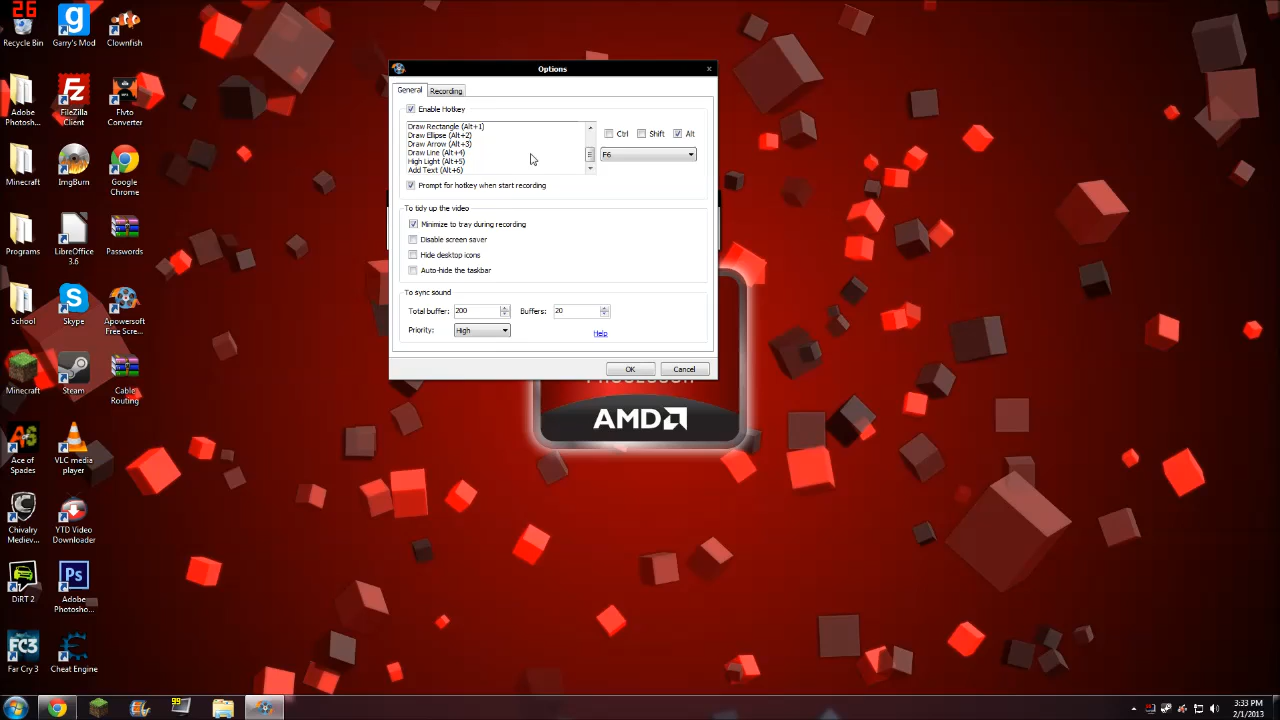 26
Recycle Bin
Garry's Mod
Clownfish
Adobe Photosh...
FileZilla Client
Flvto Converter
Minecraft
ImgBurn
Google Chrome
Programs
LibreOffice 3.6
Passwords
School
Skype
Apowersoft Free Scre...
Minecraft
Steam
Cable Routing
Ace of Spades
VLC media player
Chivalry Mediev...
YTD Video Downloader
DiRT 2
Adobe Photosho...
Far Cry 3
Cheat Engine
Options
General
Recording
Enable Hotkey
Draw Rectangle (Alt+1)
Draw Elipse (Alt+2)
Draw Arrow (Alt+3)
Draw Line (Alt+4)
High Light (Alt+5)
Add Text (Alt+6)
Ctrl
Shift
Alt
F6
Prompt for hotkey when start recording
To tidy up the video
Minimize to tray during recording
Disable screen saver
Hide desktop icons
Auto-hide the taskbar
To sync sound
Total buffer: 200
Buffers: 20
Priority: High
Help
OK
Cancel
AMD
99
3:33 PM
2/1/2013